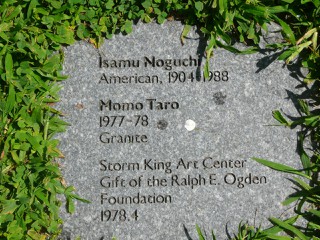 Isamu Noguchi
American, 1904-1988
Momo Taro
1977-78
Granite
Storm King Art Center
Gift of the Ralph E. Ogden
Foundation
1978.4